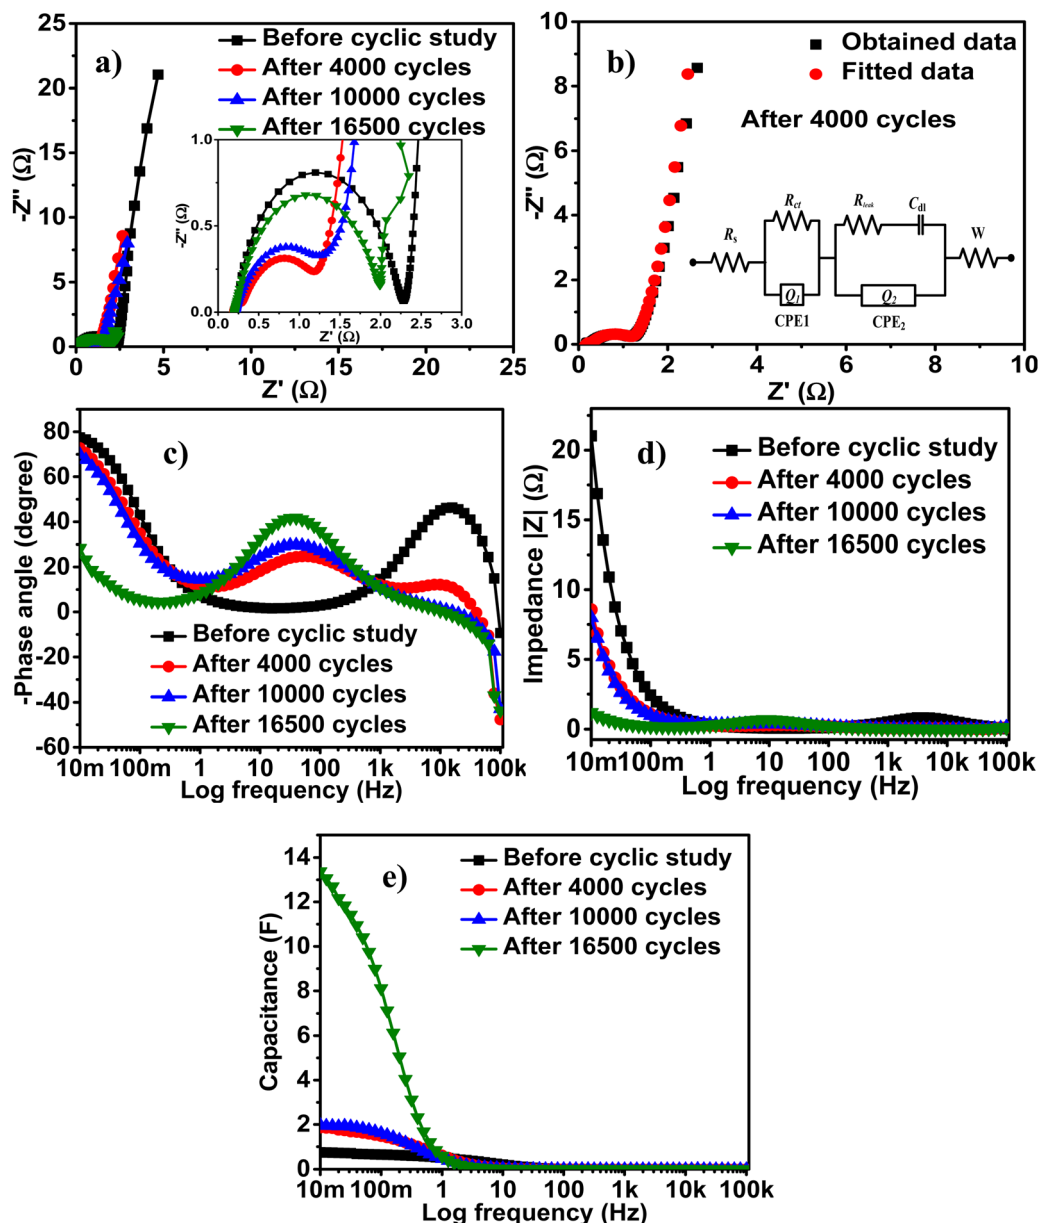 a)
Before cyclic study
After 4000 cycles
After 10000 cycles
After 16500 cycles
25
20
15
10
5
0
-Z'' (Ω)
0 5 10 15 20 25
Z' (Ω)
1.0
0.5
0.0
-Z'' (Ω)
0.0 0.5 1.0 1.5 2.0 2.5 3.0
Z' (Ω)
b)
Obtained data
Fitted data
After 4000 cycles
10
8
6
4
2
0
-Z'' (Ω)
0 2 4 6 8 10
Z' (Ω)
Rs
Rct
Q1
CPE1
Rleak
Cdl
Q2
CPE2
W
c)
80
60
40
20
0
-20
-40
-60
-Phase angle (degree)
Before cyclic study
After 4000 cycles
After 10000 cycles
After 16500 cycles
10m 100m 1 10 100 1k 10k 100k
Log frequency (Hz)
d)
Before cyclic study
After 4000 cycles
After 10000 cycles
After 16500 cycles
20
15
10
5
0
Impedance |Z| (Ω)
10m 100m 1 10 100 1k 10k 100k
Log frequency (Hz)
e)
Before cyclic study
After 4000 cycles
After 10000 cycles
After 16500 cycles
14
12
10
8
6
4
2
0
Capacitance (F)
10m 100m 1 10 100 1k 10k 100k
Log frequency (Hz)